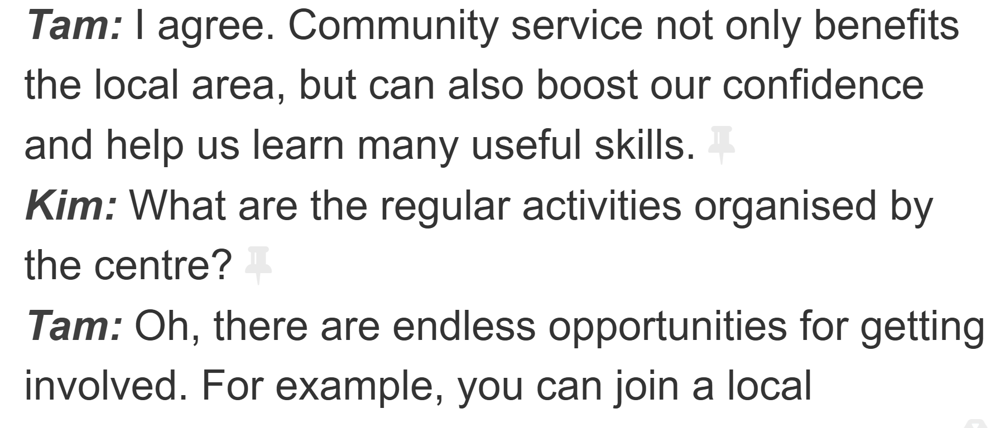 Tam: I agree. Community service not only benefits
the local area, but can also boost our confidence
and help us learn many useful skills.
Kim: What are the regular activities organised by
the centre?
Tam: Oh, there are endless opportunities for getting
involved. For example, you can join a local